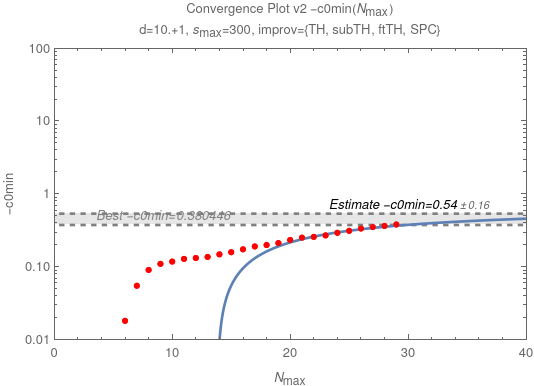 Convergence Plot v2 −c0min(Nmax)
d=10.+1, smax=300, improv={TH, subTH, ftTH, SPC}
100
10
1
0.10
0.01
−c0min
Estimate −c0min=0.54 ±0.16
Best −c0min=0.380446
0
10
20
30
40
Nmax